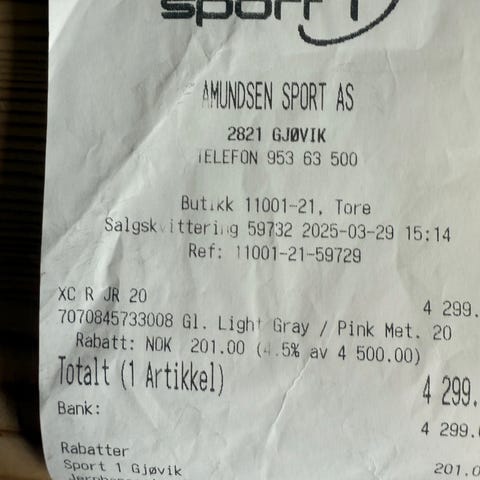 sport 1
AMUNDSEN SPORT AS
2821 GJØVIK
TELEFON 953 63 500
Butikk 11001-21, Tore
Salgskvittering 59732 2025-03-29 15:14
Ref: 11001-21-59729
XC R JR 20 4 299.
7070845733008 Gl. Light Gray / Pink Met. 20
Rabatt: NOK 201.00 (4.5% av 4 500.00)
Totalt (1 Artikkel) 4 299.
Bank: 4 299.
Rabatter
Sport 1 Gjøvik 201.0